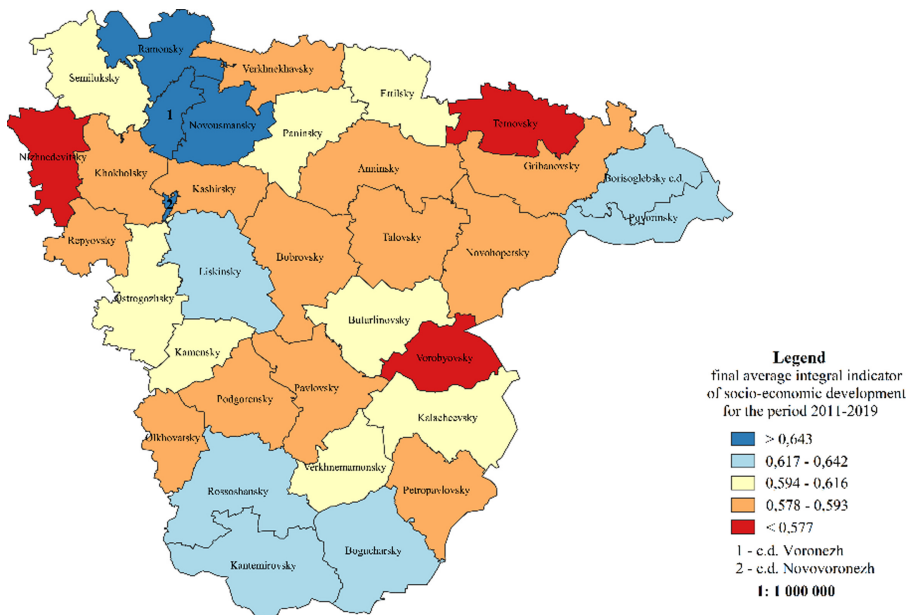 Ramonsky
Semiluksky
Verkhnekhavsky
Ertilsky
1
Novousmansky
Ternovsky
Paninsky
Nizhnedevitsky
Khokholsky
Anninsky
Gribanovsky
Borisoglebsky c.d.
Kashirsky
2
Povorinsky
Repyovsky
Talovsky
Bobrovsky
Novohopersky
Liskinsky
Ostrogozhsky
Buturlinovsky
Kamensky
Vorobyovsky
Pavlovsky
Podgorensky
Kalacheevsky
Olkhovatsky
Verkhnemamonsky
Rossoshansky
Petropavlovsky
Bogucharsky
Kantemirovsky
Legend
final average integral indicator
of socio-economic development
for the period 2011-2019
> 0,643
0,617 - 0,642
0,594 - 0,616
0,578 - 0,593
< 0,577
1 - c.d. Voronezh
2 - c.d. Novovoronezh
1: 1 000 000